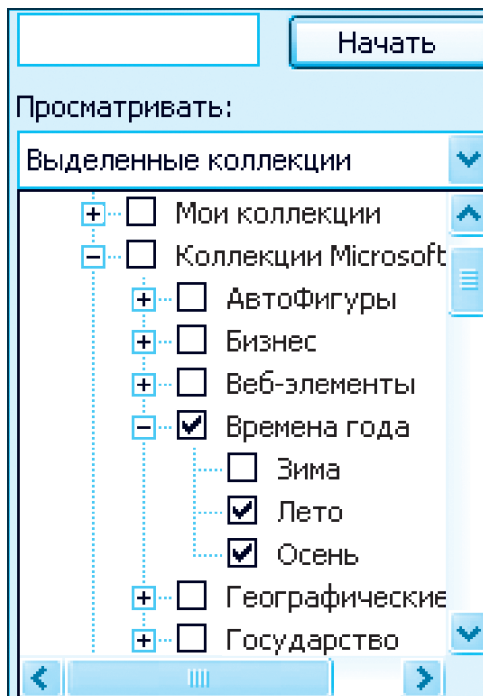 Начать
Просматривать:
Выделенные коллекции
Мои коллекции
Коллекции Microsoft
АвтоФигуры
Бизнес
Веб-элементы
Времена года
Зима
Лето
Осень
Географические
Государство